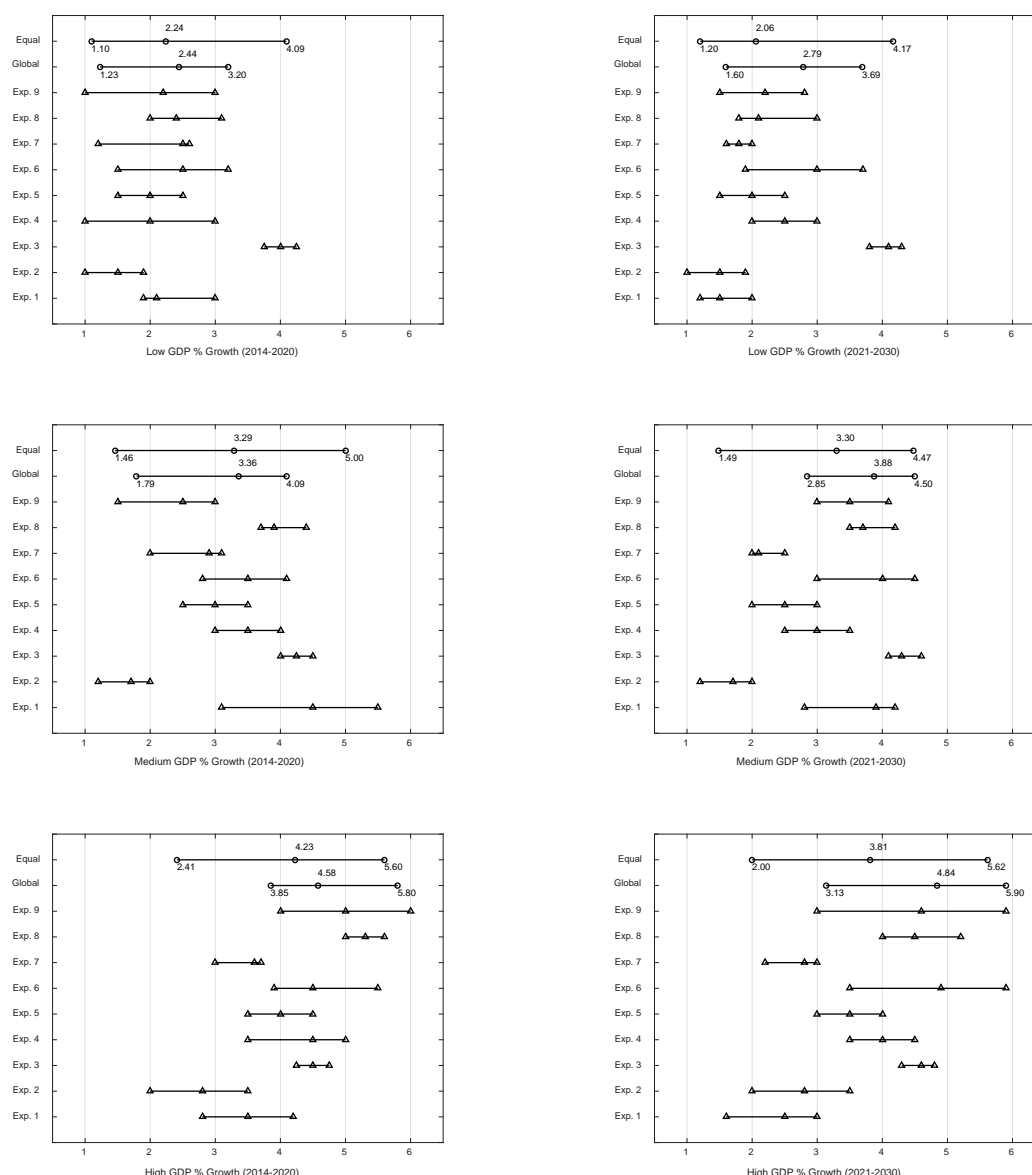 2.24
Equal
1.10
4.09
2.44
Global
1.23
3.20
Exp. 9
Exp. 8
Exp. 7
Exp. 6
Exp. 5
Exp. 4
Exp. 3
Exp. 2
Exp. 1
1 2 3 4 5 6
Low GDP % Growth (2014-2020)
2.06
Equal
1.20
4.17
2.79
Global
1.60
3.69
Exp. 9
Exp. 8
Exp. 7
Exp. 6
Exp. 5
Exp. 4
Exp. 3
Exp. 2
Exp. 1
1 2 3 4 5 6
Low GDP % Growth (2021-2030)
3.29
Equal
1.46
5.00
3.36
Global
1.79
4.09
Exp. 9
Exp. 8
Exp. 7
Exp. 6
Exp. 5
Exp. 4
Exp. 3
Exp. 2
Exp. 1
1 2 3 4 5 6
Medium GDP % Growth (2014-2020)
3.30
Equal
1.49
4.47
3.88
Global
2.85
4.50
Exp. 9
Exp. 8
Exp. 7
Exp. 6
Exp. 5
Exp. 4
Exp. 3
Exp. 2
Exp. 1
1 2 3 4 5 6
Medium GDP % Growth (2021-2030)
4.23
Equal
2.41
5.60
4.58
Global
3.85
5.80
Exp. 9
Exp. 8
Exp. 7
Exp. 6
Exp. 5
Exp. 4
Exp. 3
Exp. 2
Exp. 1
1 2 3 4 5 6
High GDP % Growth (2014-2020)
3.81
Equal
2.00
5.62
4.84
Global
3.13
5.90
Exp. 9
Exp. 8
Exp. 7
Exp. 6
Exp. 5
Exp. 4
Exp. 3
Exp. 2
Exp. 1
1 2 3 4 5 6
High GDP % Growth (2021-2030)